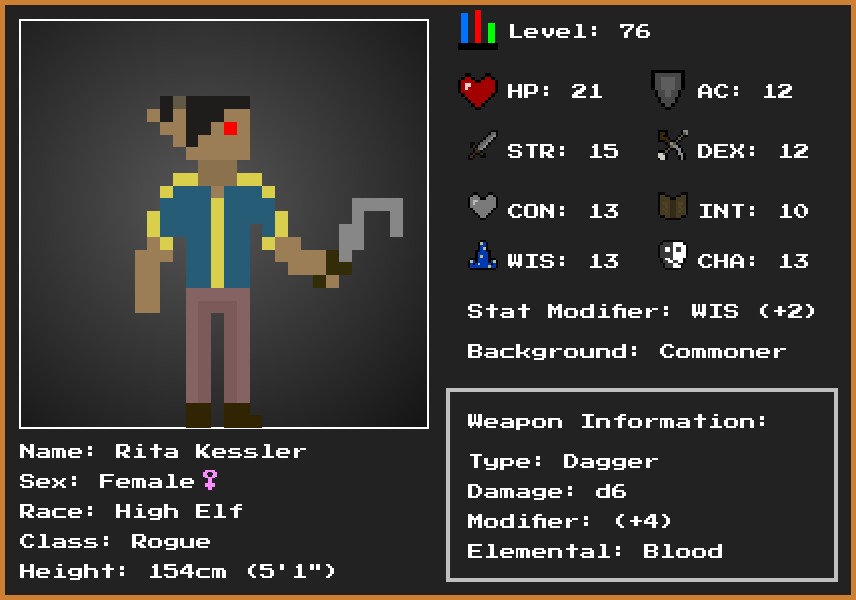 Level: 76
HP: 21 AC: 12
STR: 15 DEX: 12
CON: 13 INT: 10
WIS: 13 CHA: 13
Stat Modifier: WIS (+2)
Background: Commoner
Weapon Information:
Type: Dagger
Damage: d6
Modifier: (+4)
Elemental: Blood
Name: Rita Kessler
Sex: Female♀
Race: High Elf
Class: Rogue
Height: 154cm (5'1")